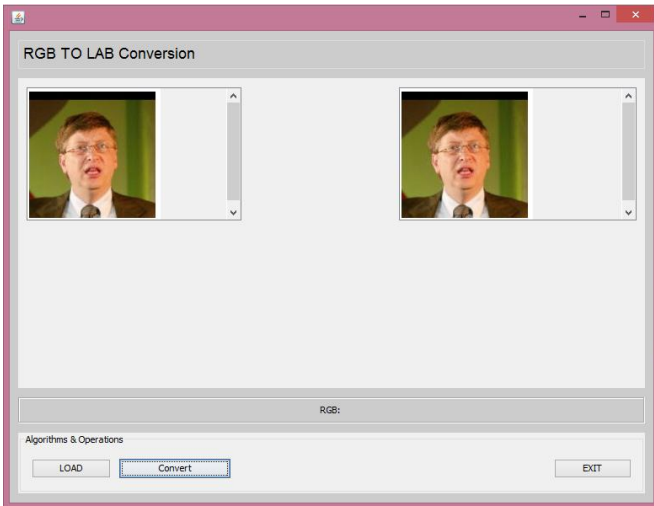 RGB TO LAB Conversion
RGB:
Algorithms & Operations
LOAD
Convert
EXIT